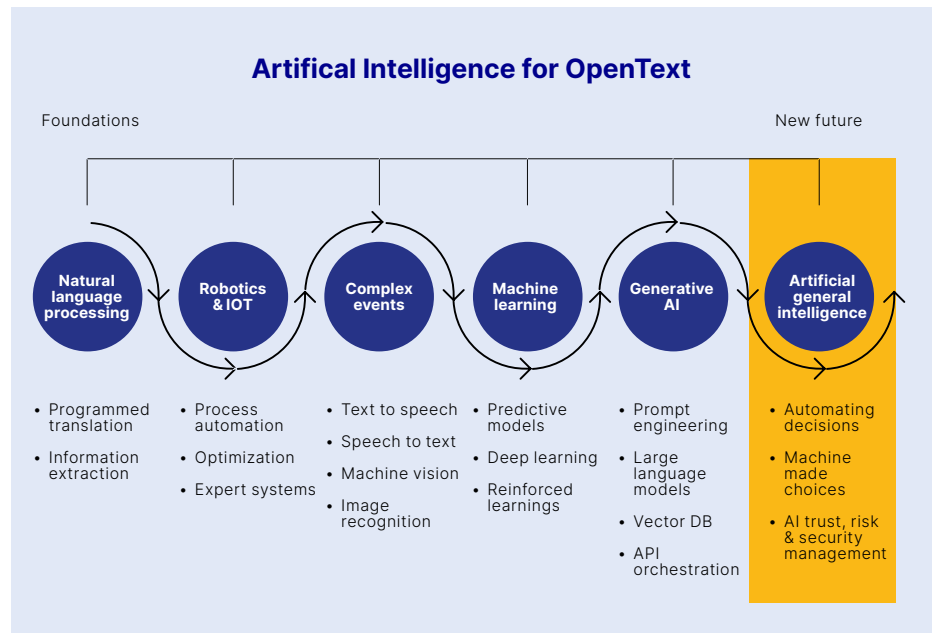 Artifical Intelligence for OpenText
Foundations
New future
Natural
language
processing
Robotics
& IOT
Complex
events
Machine
learning
Generative
AI
Artificial
general
intelligence
• Programmed
translation
• Information
extraction
• Process
automation
• Optimization
• Expert systems
• Text to speech
• Speech to text
• Machine vision
• Image
recognition
• Predictive
models
• Deep learning
• Reinforced
learnings
• Prompt
engineering
• Large
language
models
• Vector DB
• API
orchestration
• Automating
decisions
• Machine
made
choices
• AI trust, risk
& security
management